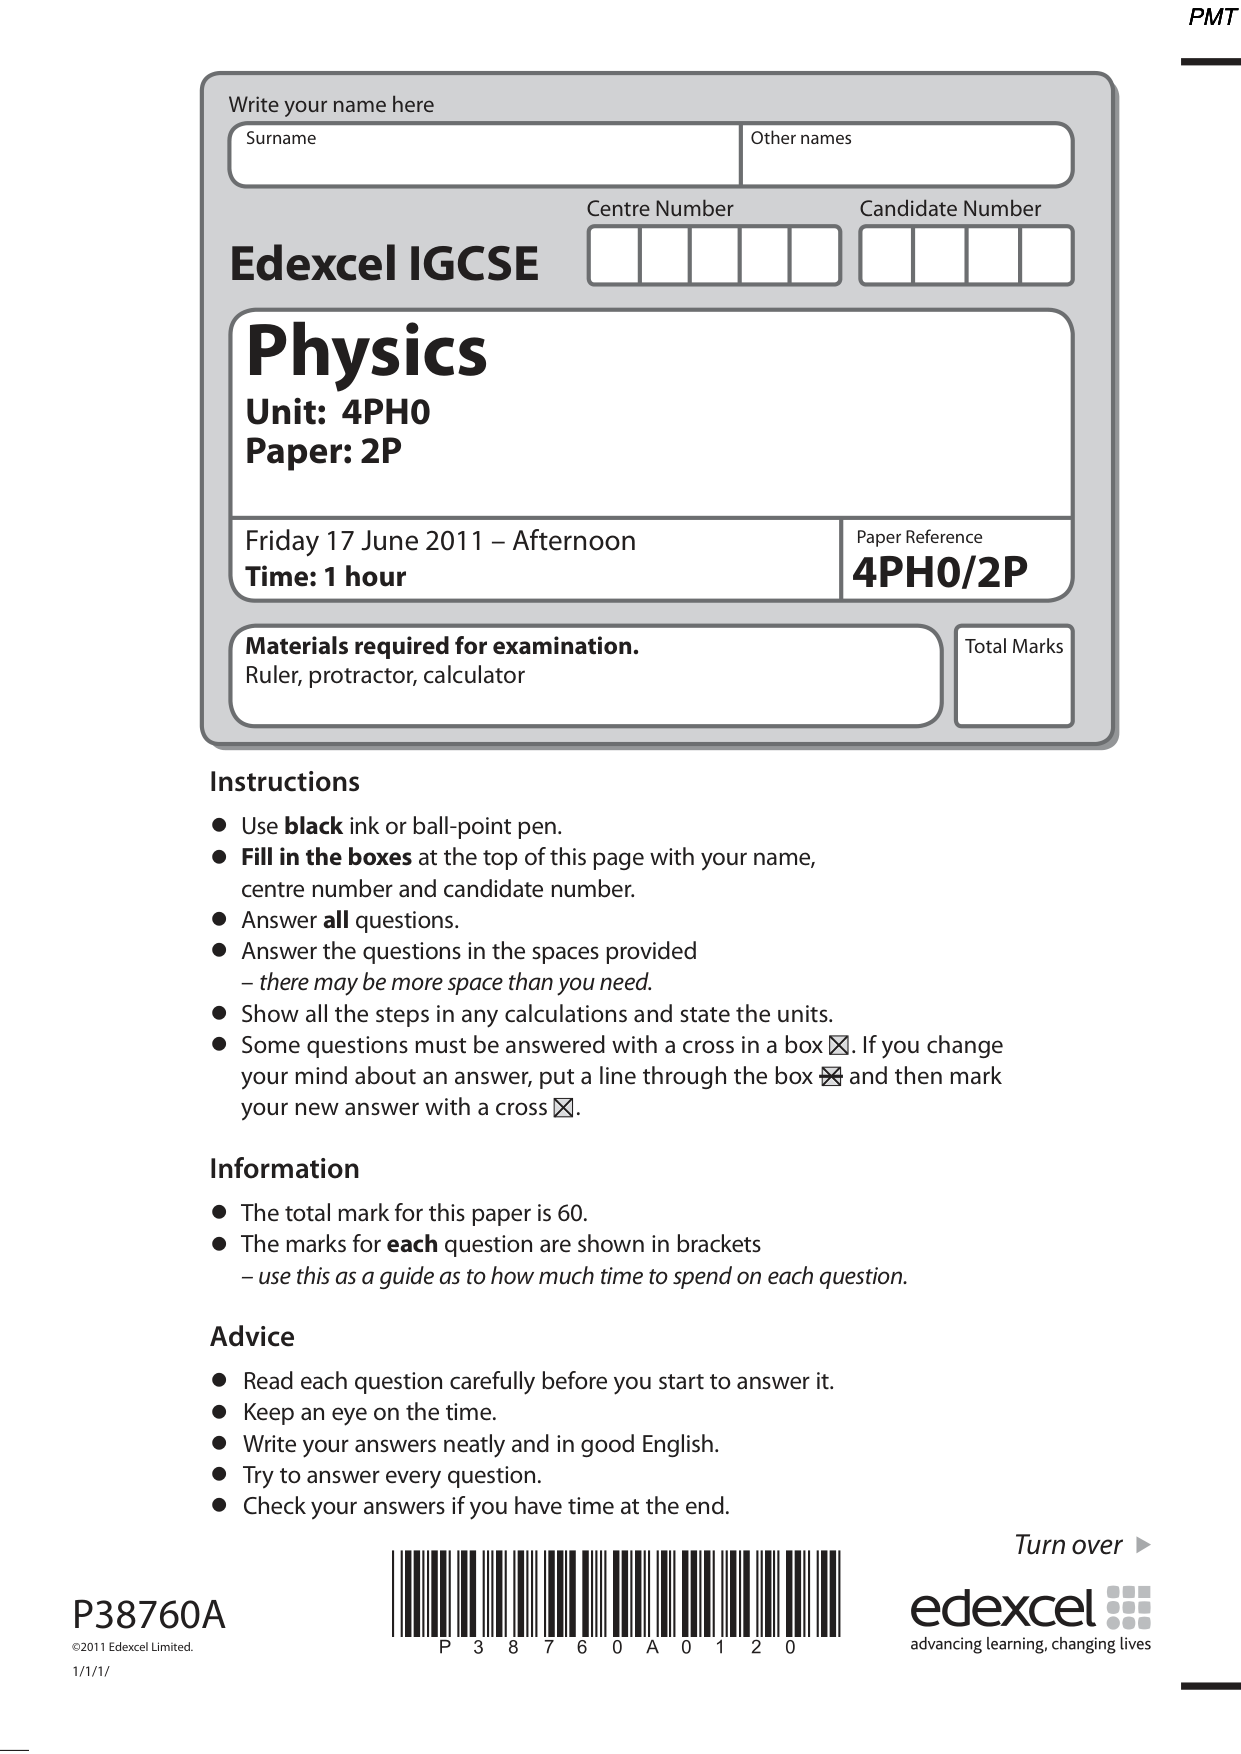 PMT
Write your name here
Surname
Other names
Centre Number
Candidate Number
Edexcel IGCSE
Physics
Unit: 4PH0
Paper: 2P
Friday 17 June 2011 – Afternoon
Time: 1 hour
Paper Reference
4PH0/2P
Materials required for examination.
Ruler, protractor, calculator
Total Marks
Instructions
● Use black ink or ball-point pen.
● Fill in the boxes at the top of this page with your name,
centre number and candidate number.
● Answer all questions.
● Answer the questions in the spaces provided
– there may be more space than you need.
● Show all the steps in any calculations and state the units.
● Some questions must be answered with a cross in a box ☒. If you change
your mind about an answer, put a line through the box ☒ and then mark
your new answer with a cross ☒.
Information
● The total mark for this paper is 60.
● The marks for each question are shown in brackets
– use this as a guide as to how much time to spend on each question.
Advice
● Read each question carefully before you start to answer it.
● Keep an eye on the time.
● Write your answers neatly and in good English.
● Try to answer every question.
● Check your answers if you have time at the end.
Turn over
P38760A
©2011 Edexcel Limited.
1/1/1/
P38760A0120
edexcel
advancing learning, changing lives